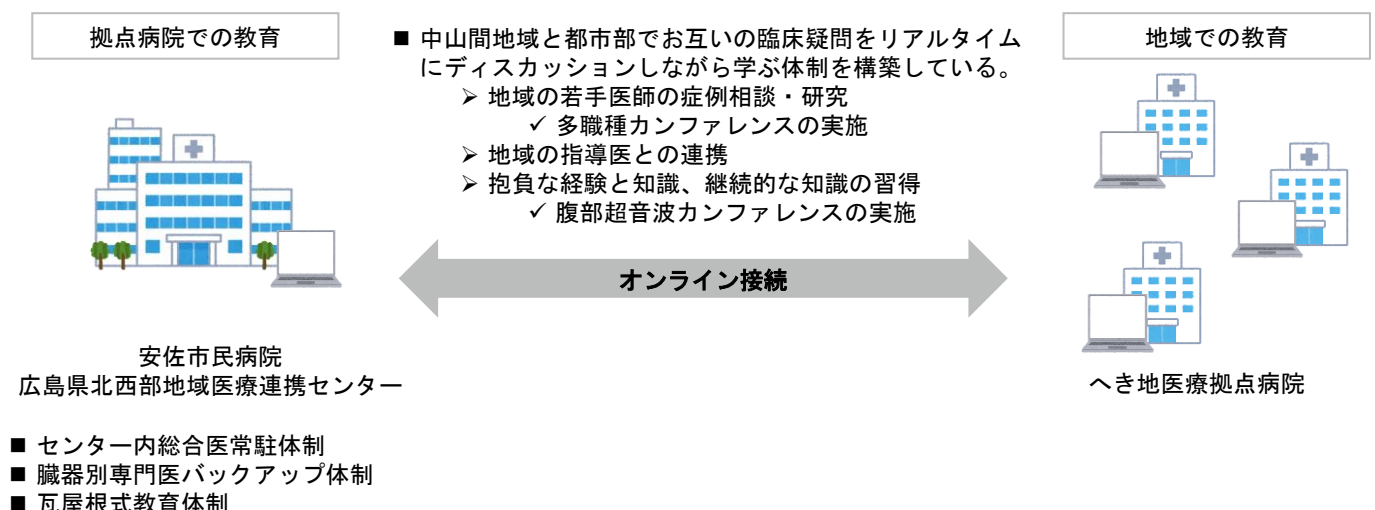 拠点病院での教育
■ 中山間地域と都市部でお互いの臨床疑問をリアルタイム
にディスカッションしながら学ぶ体制を構築している。
➢ 地域の若手医師の症例相談・研究
✓ 多職種カンファレンスの実施
➢ 地域の指導医との連携
➢ 抱負な経験と知識、継続的な知識の習得
✓ 腹部超音波カンファレンスの実施
地域での教育
オンライン接続
安佐市民病院
広島県北西部地域医療連携センター
へき地医療拠点病院
■ センター内総合医常駐体制
■ 臓器別専門医バックアップ体制
■ 瓦屋根式教育体制